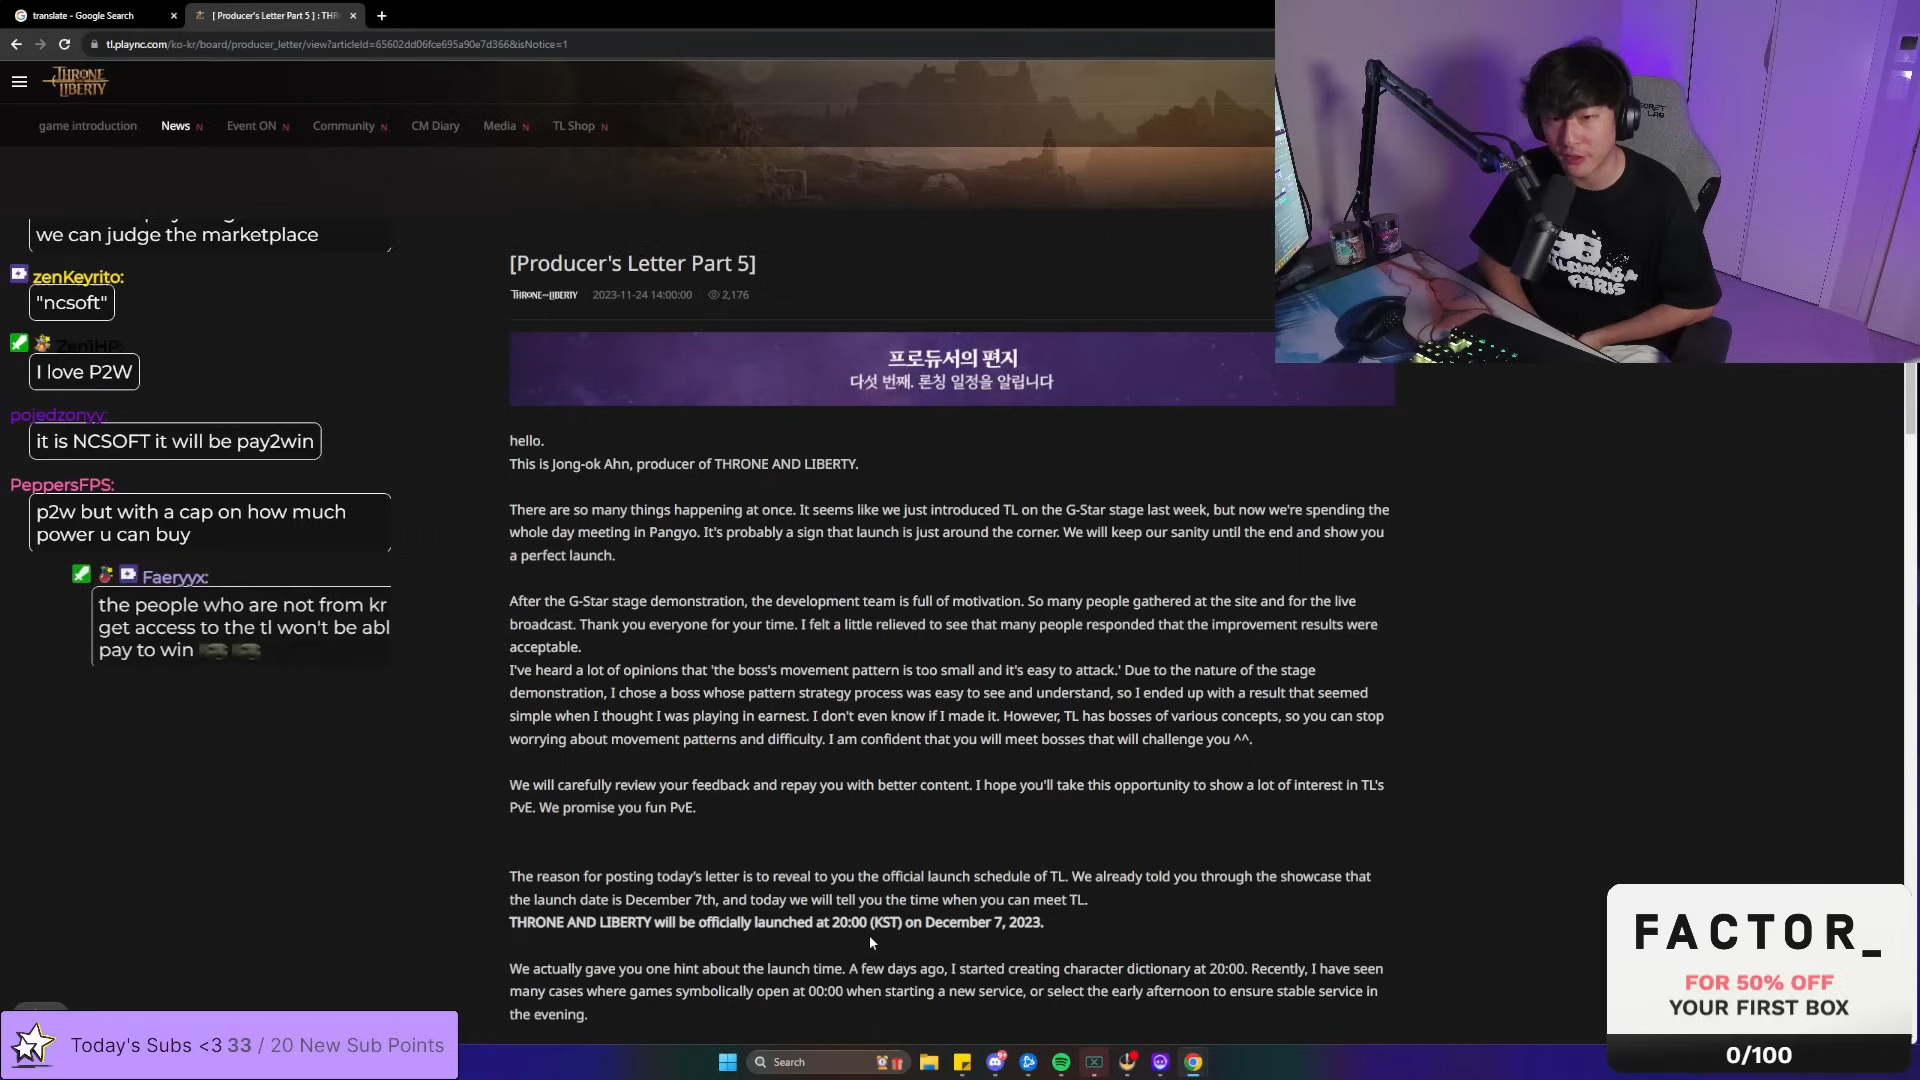 translate - Google Search
[ Producer's Letter Part 5 ] : THR
tl.plaync.com/ko-kr/board/producer_letter/view?articleId=65602dd06fce695a90e7d366&isNotice=1
THRONE AND LIBERTY
game introduction
News N
Event ON N
Community N
CM Diary
Media N
TL Shop N
we can judge the marketplace
zenKeyrito:
"ncsoft"
Zen1HP:
I love P2W
pojedzonyy:
it is NCSOFT it will be pay2win
PeppersFPS:
p2w but with a cap on how much
power u can buy
Faeryyx:
the people who are not from kr
get access to the tl won't be abl
pay to win
[Producer's Letter Part 5]
THRONE AND LIBERTY 2023-11-24 14:00:00 2,176
프로듀서의 편지
다섯 번째. 론칭 일정을 알립니다
hello.
This is Jong-ok Ahn, producer of THRONE AND LIBERTY.
There are so many things happening at once. It seems like we just introduced TL on the G-Star stage last week, but now we're spending the
whole day meeting in Pangyo. It's probably a sign that launch is just around the corner. We will keep our sanity until the end and show you
a perfect launch.
After the G-Star stage demonstration, the development team is full of motivation. So many people gathered at the site and for the live
broadcast. Thank you everyone for your time. I felt a little relieved to see that many people responded that the improvement results were
acceptable.
I've heard a lot of opinions that 'the boss's movement pattern is too small and it's easy to attack.' Due to the nature of the stage
demonstration, I chose a boss whose pattern strategy process was easy to see and understand, so I ended up with a result that seemed
simple when I thought I was playing in earnest. I don't even know if I made it. However, TL has bosses of various concepts, so you can stop
worrying about movement patterns and difficulty. I am confident that you will meet bosses that will challenge you ^^.
We will carefully review your feedback and repay you with better content. I hope you'll take this opportunity to show a lot of interest in TL's
PvE. We promise you fun PvE.
The reason for posting today's letter is to reveal to you the official launch schedule of TL. We already told you through the showcase that
the launch date is December 7th, and today we will tell you the time when you can meet TL.
THRONE AND LIBERTY will be officially launched at 20:00 (KST) on December 7, 2023.
We actually gave you one hint about the launch time. A few days ago, I started creating character dictionary at 20:00. Recently, I have seen
many cases where games symbolically open at 00:00 when starting a new service, or select the early afternoon to ensure stable service in
the evening.
SECRET LAB
PARIS
FACTOR_
FOR 50% OFF
YOUR FIRST BOX
0/100
Today's Subs <3 33 / 20 New Sub Points
Search